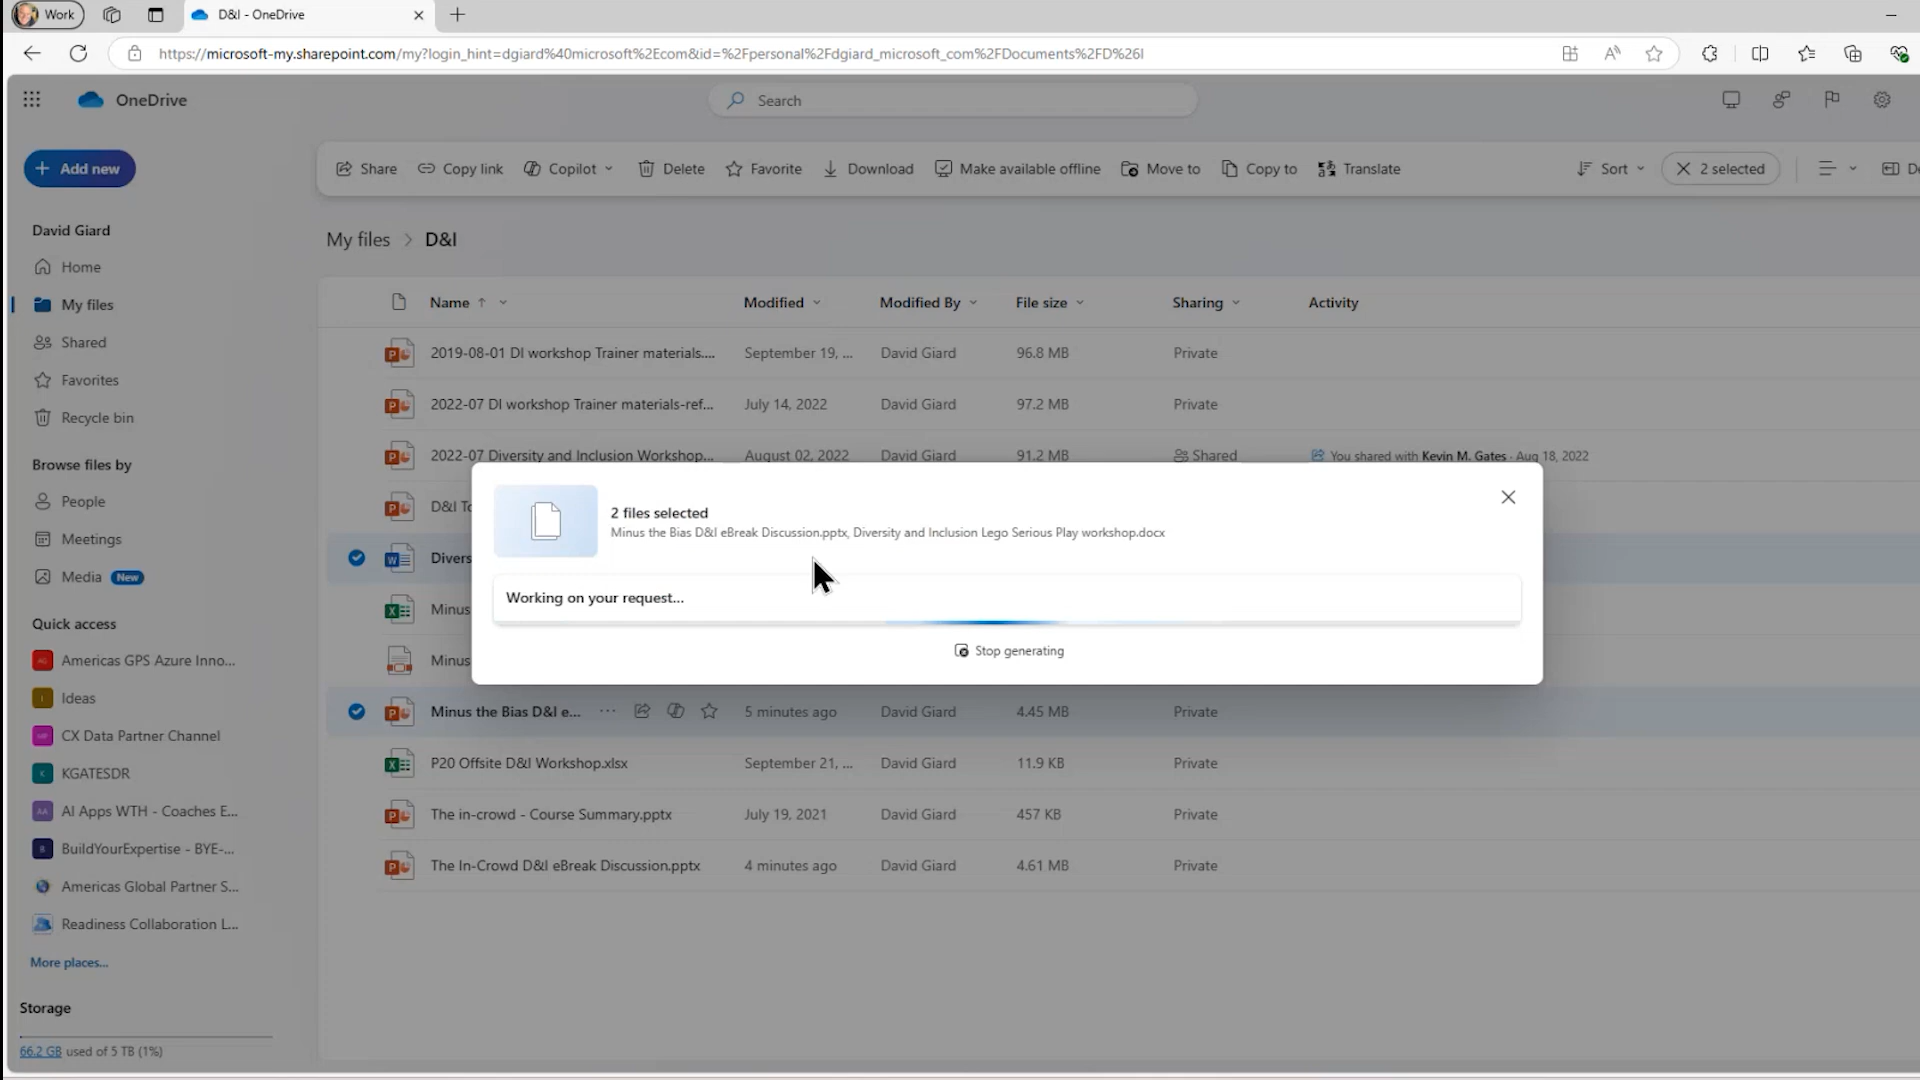 Work
D&I - OneDrive
https://microsoft-my.sharepoint.com/my?login_hint=dgiard%40microsoft%2Ecom&id=%2Fpersonal%2Fdgiard_microsoft_com%2FDocuments%2FD%26I
OneDrive
Search
Add new
Share Copy link Copilot Delete Favorite Download Make available offline Move to Copy to Translate Sort 2 selected De
David Giard
Home
My files
Shared
Favorites
Recycle bin
Browse files by
People
Meetings
Media New
Quick access
Americas GPS Azure Inno...
Ideas
CX Data Partner Channel
KGATESDR
AI Apps WTH - Coaches E...
BuildYourExpertise - BYE-...
Americas Global Partner S...
Readiness Collaboration L...
More places...
Storage
66.2 GB used of 5 TB (1%)
My files > D&I
Name Modified Modified By File size Sharing Activity
2019-08-01 DI workshop Trainer materials.... September 19, ... David Giard 96.8 MB Private
2022-07 DI workshop Trainer materials-ref... July 14, 2022 David Giard 97.2 MB Private
2022-07 Diversity and Inclusion Workshop... August 02, 2022 David Giard 91.2 MB Shared You shared with Kevin M. Gates - Aug 18, 2022
D&I To
Divers
Minus
Minus
2 files selected
Minus the Bias D&I eBreak Discussion.pptx, Diversity and Inclusion Lego Serious Play workshop.docx
Working on your request...
Stop generating
Minus the Bias D&I e... 5 minutes ago David Giard 4.45 MB Private
P20 Offsite D&I Workshop.xlsx September 21, ... David Giard 11.9 KB Private
The in-crowd - Course Summary.pptx July 19, 2021 David Giard 457 KB Private
The In-Crowd D&I eBreak Discussion.pptx 4 minutes ago David Giard 4.61 MB Private